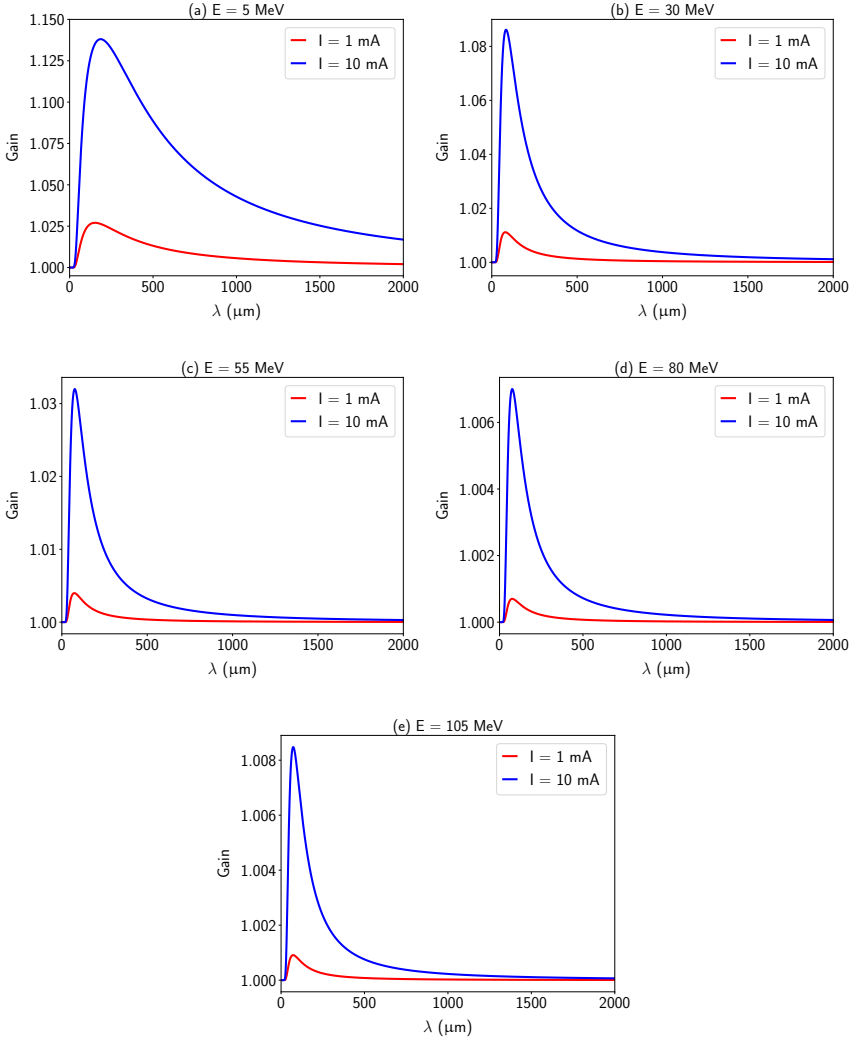 (a) E = 5 MeV
1.150
1.125
1.100
1.075
1.050
1.025
1.000
Gain
I = 1 mA
I = 10 mA
0
500
1000
1500
2000
λ (μm)
(b) E = 30 MeV
1.08
1.06
1.04
1.02
1.00
Gain
I = 1 mA
I = 10 mA
0
500
1000
1500
2000
λ (μm)
(c) E = 55 MeV
1.03
1.02
1.01
1.00
Gain
I = 1 mA
I = 10 mA
0
500
1000
1500
2000
λ (μm)
(d) E = 80 MeV
1.006
1.004
1.002
1.000
Gain
I = 1 mA
I = 10 mA
0
500
1000
1500
2000
λ (μm)
(e) E = 105 MeV
1.008
1.006
1.004
1.002
1.000
Gain
I = 1 mA
I = 10 mA
0
500
1000
1500
2000
λ (μm)